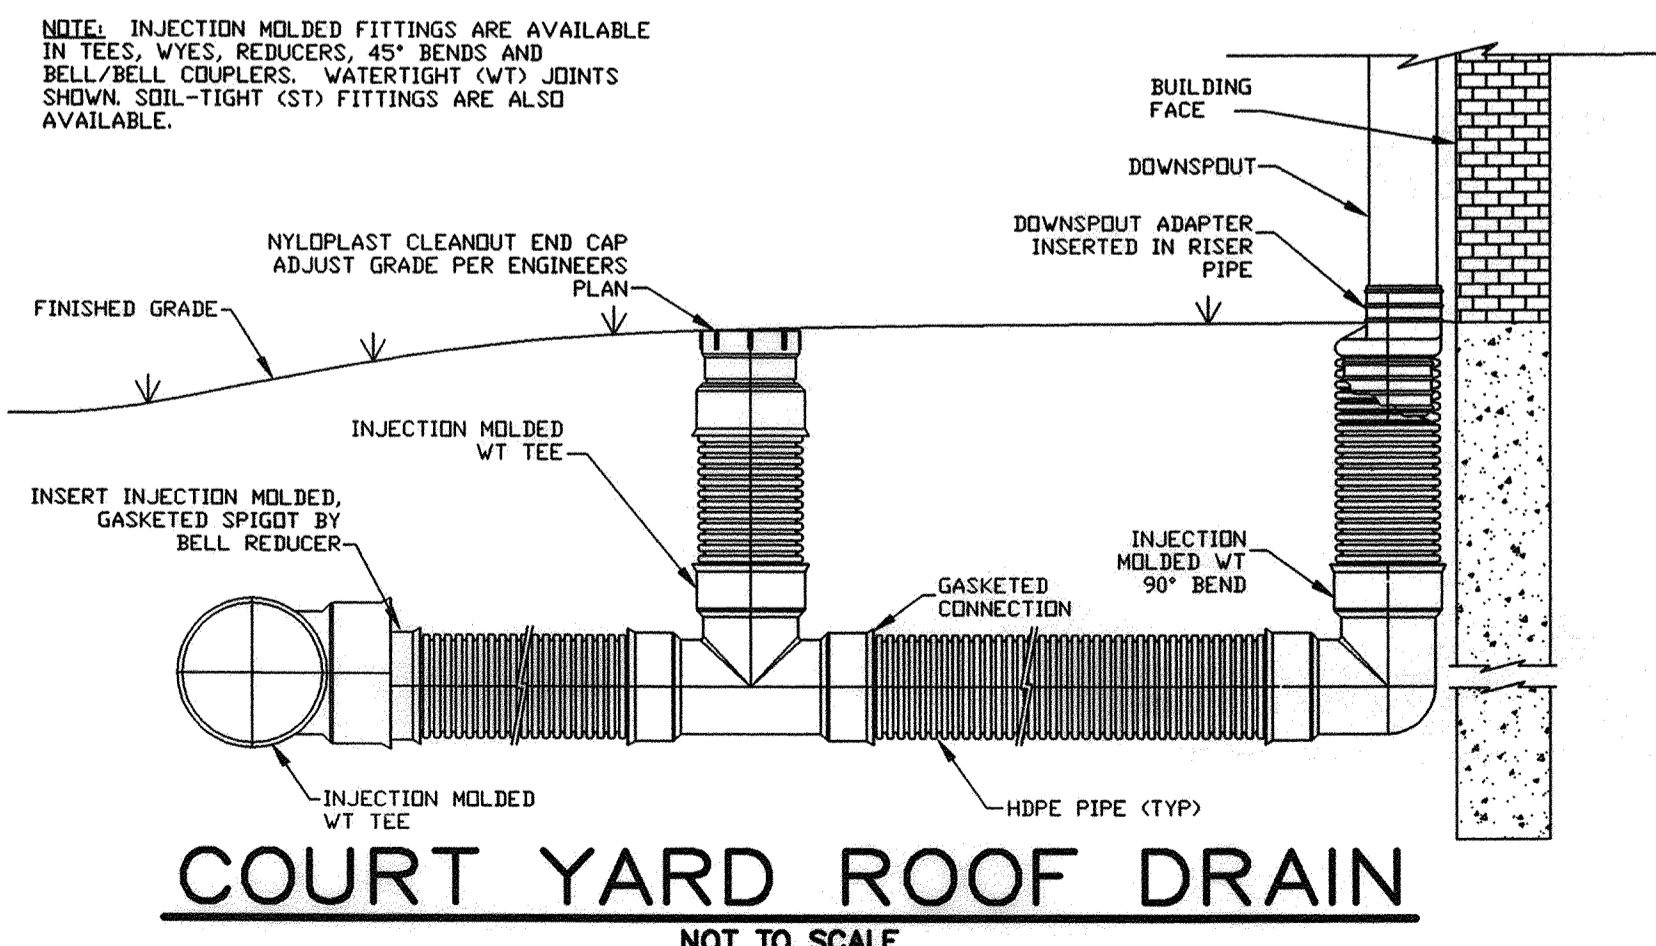 NOTE: INJECTION MOLDED FITTINGS ARE AVAILABLE
IN TEES, WYES, REDUCERS, 45° BENDS AND
BELL/BELL COUPLERS. WATERTIGHT (WT) JOINTS
SHOWN. SOIL-TIGHT (ST) FITTINGS ARE ALSO
AVAILABLE.
BUILDING
FACE
DOWNSPOUT
DOWNSPOUT ADAPTER
INSERTED IN RISER
PIPE
NYLOPLAST CLEANOUT END CAP
ADJUST GRADE PER ENGINEERS
PLAN
FINISHED GRADE
INJECTION MOLDED
WT TEE
INSERT INJECTION MOLDED,
GASKETED SPIGOT BY
BELL REDUCER
INJECTION
MOLDED WT
90° BEND
GASKETED
CONNECTION
INJECTION MOLDED
WT TEE
HDPE PIPE (TYP)
COURT YARD ROOF DRAIN
NOT TO SCALE